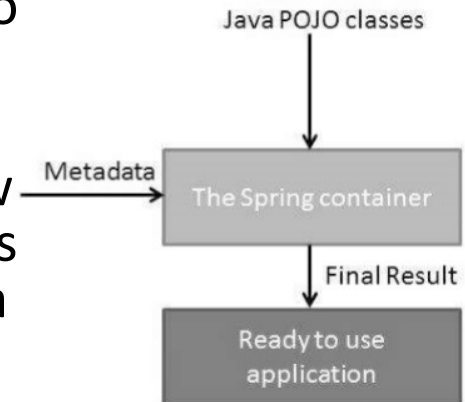 Java POJO classes
Metadata
The Spring container
Final Result
Ready to use
application